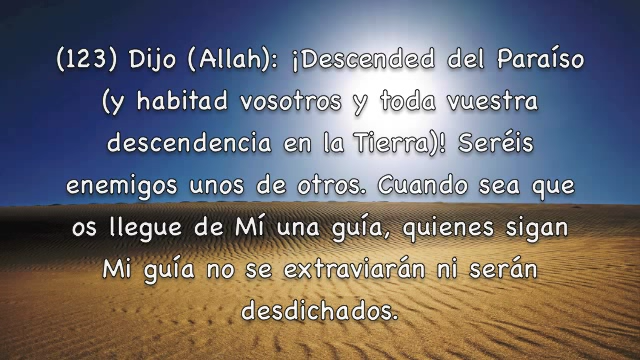 (123) Dijo (Allah): ¡Descended del Paraíso
(y habitad vosotros y toda vuestra
descendencia en la Tierra)! Seréis
enemigos unos de otros. Cuando sea que
os llegue de Mí una guía, quienes sigan
Mi guía no se extraviarán ni serán
desdichados.